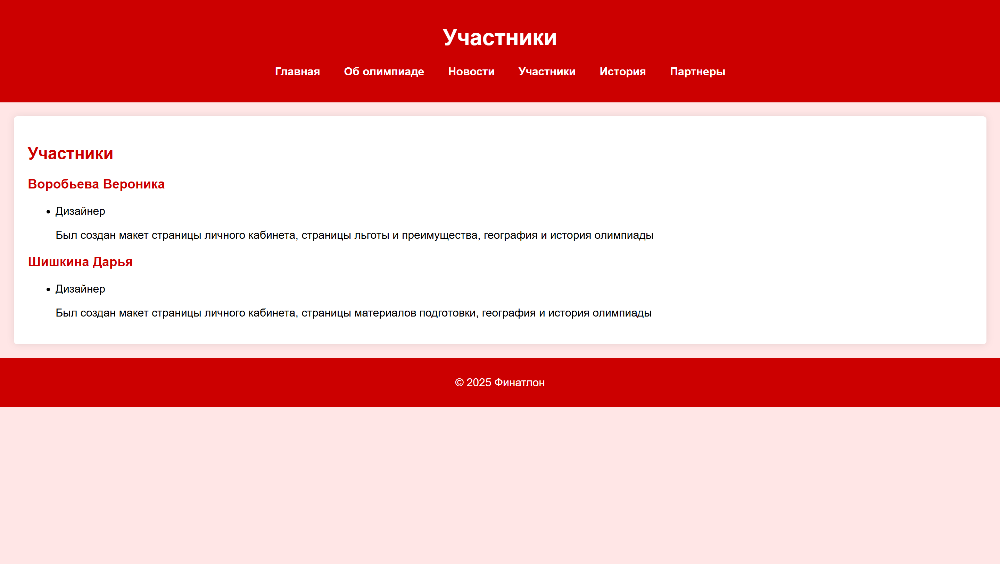 Участники
Главная Об олимпиаде Новости Участники История Партнеры
Участники
Воробьева Вероника
• Дизайнер
Был создан макет страницы личного кабинета, страницы льготы и преимущества, география и история олимпиады
Шишкина Дарья
• Дизайнер
Был создан макет страницы личного кабинета, страницы материалов подготовки, география и история олимпиады
© 2025 Финатлон